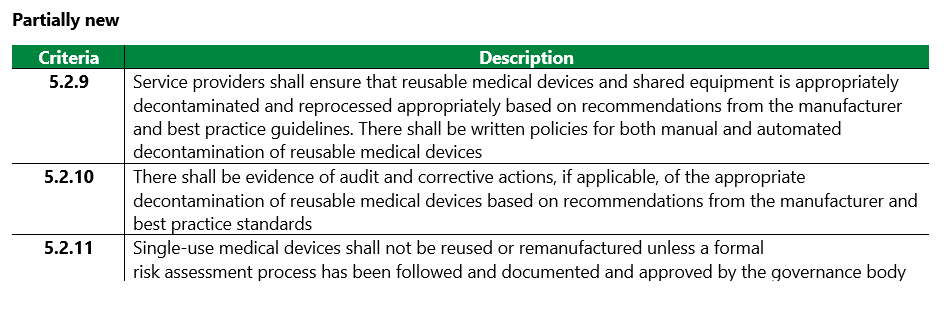 Partially new
Criteria Description
5.2.9 Service providers shall ensure that reusable medical devices and shared equipment is appropriately
decontaminated and reprocessed appropriately based on recommendations from the manufacturer
and best practice guidelines. There shall be written policies for both manual and automated
decontamination of reusable medical devices
5.2.10 There shall be evidence of audit and corrective actions, if applicable, of the appropriate
decontamination of reusable medical devices based on recommendations from the manufacturer and
best practice standards
5.2.11 Single-use medical devices shall not be reused or remanufactured unless a formal
risk assessment process has been followed and documented and approved by the governance body